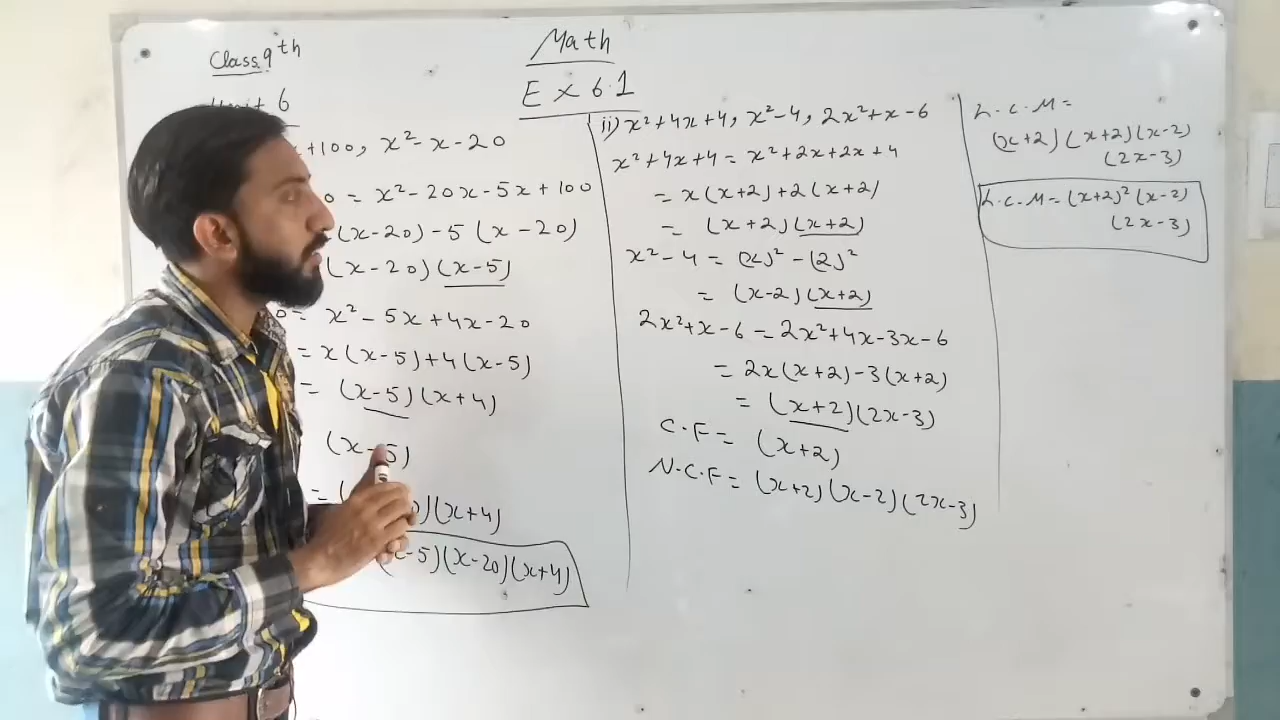 Class 9th
Math
Ex 6.1
Unit 6
+100, x² - x - 20
0 = x² - 20x - 5x + 100
(x-20) - 5 (x - 20)
(x-20) (x-5)
0 = x² - 5x + 4x - 20
= x(x-5) + 4(x-5)
= (x-5) (x+4)
(x-5)
= ( )(x+4)
-5)(x-20)(x+4)
ii) x² + 4x + 4, x² - 4, 2x² + x - 6
x² + 4x + 4 = x² + 2x + 2x + 4
= x(x+2) + 2(x+2)
= (x+2) (x+2)
x² - 4 = (x)² - (2)²
= (x-2) (x+2)
2x² + x - 6 = 2x² + 4x - 3x - 6
= 2x(x+2) - 3(x+2)
= (x+2)(2x-3)
C.F = (x+2)
N.C.F = (x+2)(x-2)(2x-3)
L.C.M =
(x+2) (x+2)(x-2)
(2x-3)
L.C.M = (x+2)² (x-2)
(2x-3)